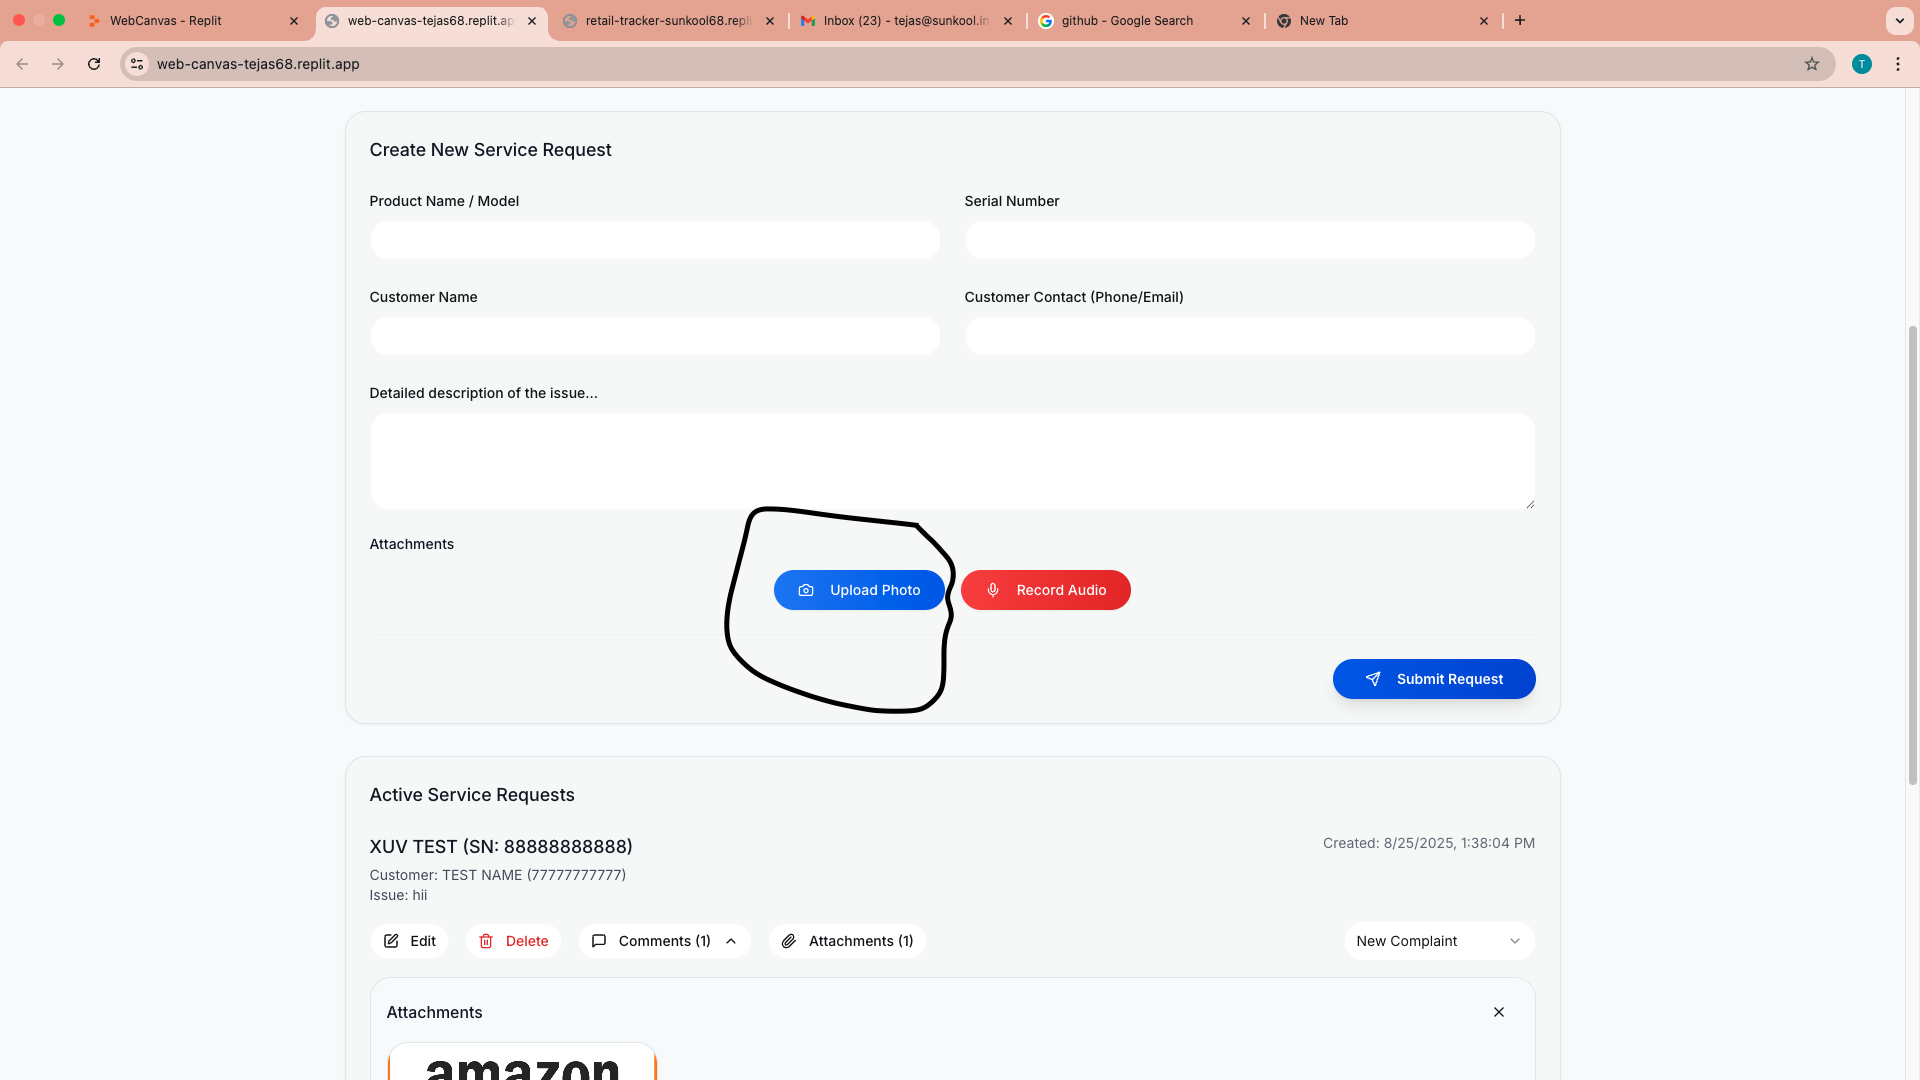 WebCanvas - Replit
web-canvas-tejas68.replit.ap
retail-tracker-sunkool68.repli
Inbox (23) - tejas@sunkool.in
github - Google Search
New Tab
web-canvas-tejas68.replit.app
T
Create New Service Request
Product Name / Model
Serial Number
Customer Name
Customer Contact (Phone/Email)
Detailed description of the issue...
Attachments
Upload Photo
Record Audio
Submit Request
Active Service Requests
XUV TEST (SN: 88888888888)
Created: 8/25/2025, 1:38:04 PM
Customer: TEST NAME (77777777777)
Issue: hii
Edit
Delete
Comments (1)
Attachments (1)
New Complaint
Attachments
amazon